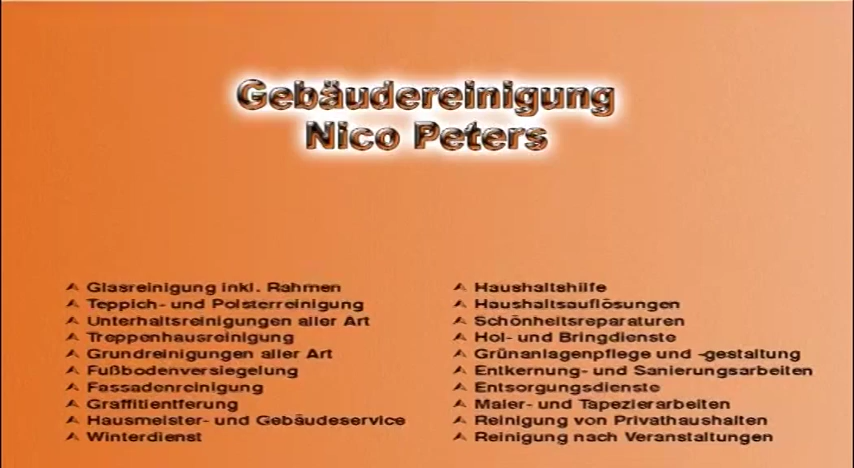 Gebäudereinigung
Nico Peters
Glasreinigung inkl. Rahmen
Teppich- und Polsterreinigung
Unterhaltsreinigungen aller Art
Treppenhausreinigung
Grundreinigungen aller Art
Fußbodenversiegelung
Fassadenreinigung
Graffitientferung
Hausmeister- und Gebäudeservice
Winterdienst
Haushaltshilfe
Haushaltsauflösungen
Schönheitsreparaturen
Hol- und Bringdienste
Grünanlagenpflege und -gestaltung
Entkernung- und Sanierungsarbeiten
Entsorgungsdienste
Maler- und Tapezierarbeiten
Reinigung von Privathaushalten
Reinigung nach Veranstaltungen